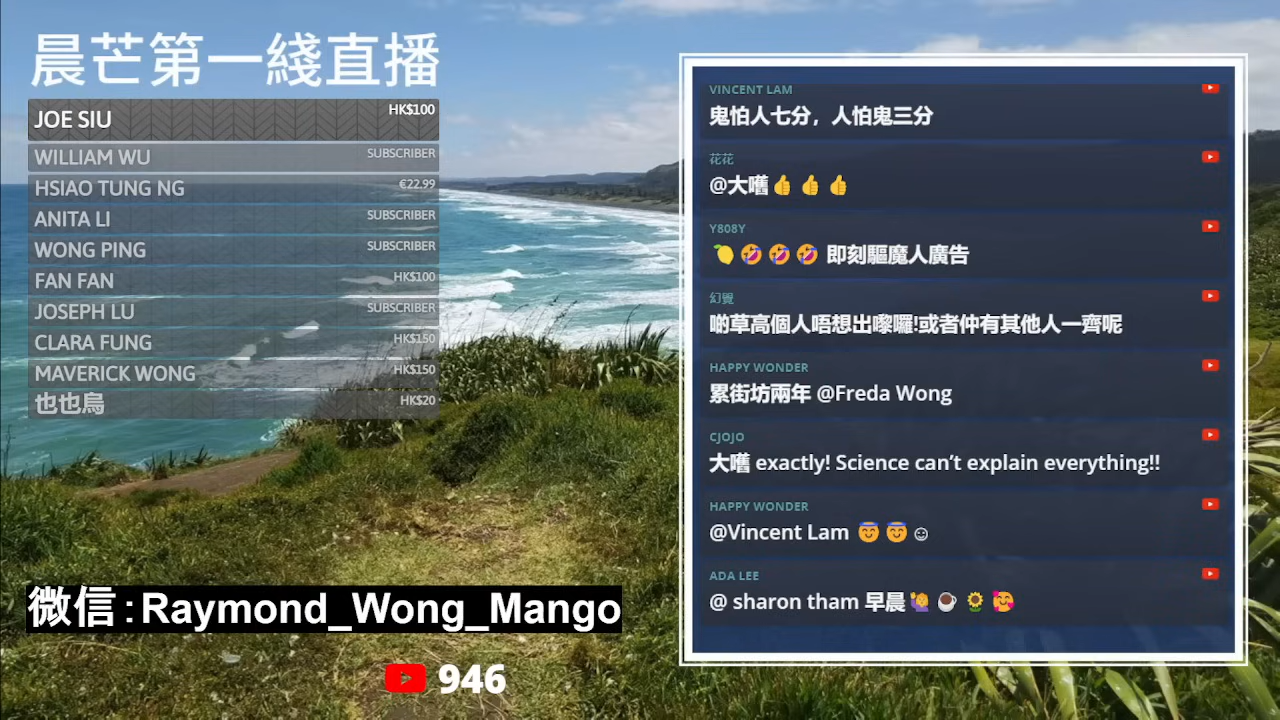 晨芒第一綫直播
JOE SIU HK$100
WILLIAM WU SUBSCRIBER
HSIAO TUNG NG €22.99
ANITA LI SUBSCRIBER
WONG PING SUBSCRIBER
FAN FAN HK$100
JOSEPH LU SUBSCRIBER
CLARA FUNG HK$150
MAVERICK WONG HK$150
也也烏 HK$20
微信:Raymond_Wong_Mango
946
VINCENT LAM
鬼怕人七分，人怕鬼三分
花花
@大嚿👍👍👍
Y808Y
🍋🤣🤣🤣 即刻驅魔人廣告
幻覺
啲草高個人唔想出嚟囉!或者仲有其他人一齊呢
HAPPY WONDER
累街坊兩年 @Freda Wong
CJOJO
大嚿 exactly! Science can’t explain everything!!
HAPPY WONDER
@Vincent Lam 😇😇☺
ADA LEE
@ sharon tham 早晨🙋☕🌻🥰